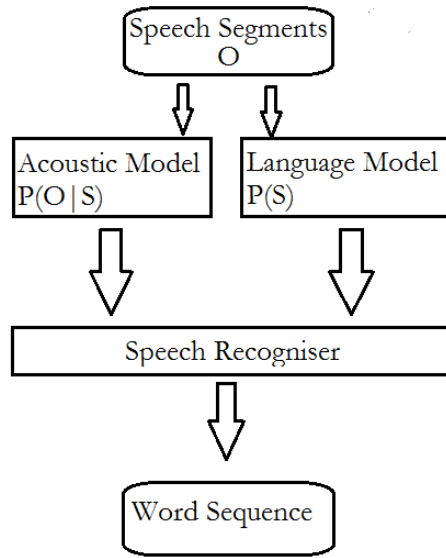 Speech Segments
O
Acoustic Model
P(O|S)
Language Model
P(S)
Speech Recogniser
Word Sequence